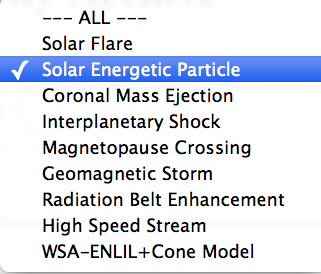 --- ALL ---
Solar Flare
✓ Solar Energetic Particle
Coronal Mass Ejection
Interplanetary Shock
Magnetopause Crossing
Geomagnetic Storm
Radiation Belt Enhancement
High Speed Stream
WSA-ENLIL+Cone Model